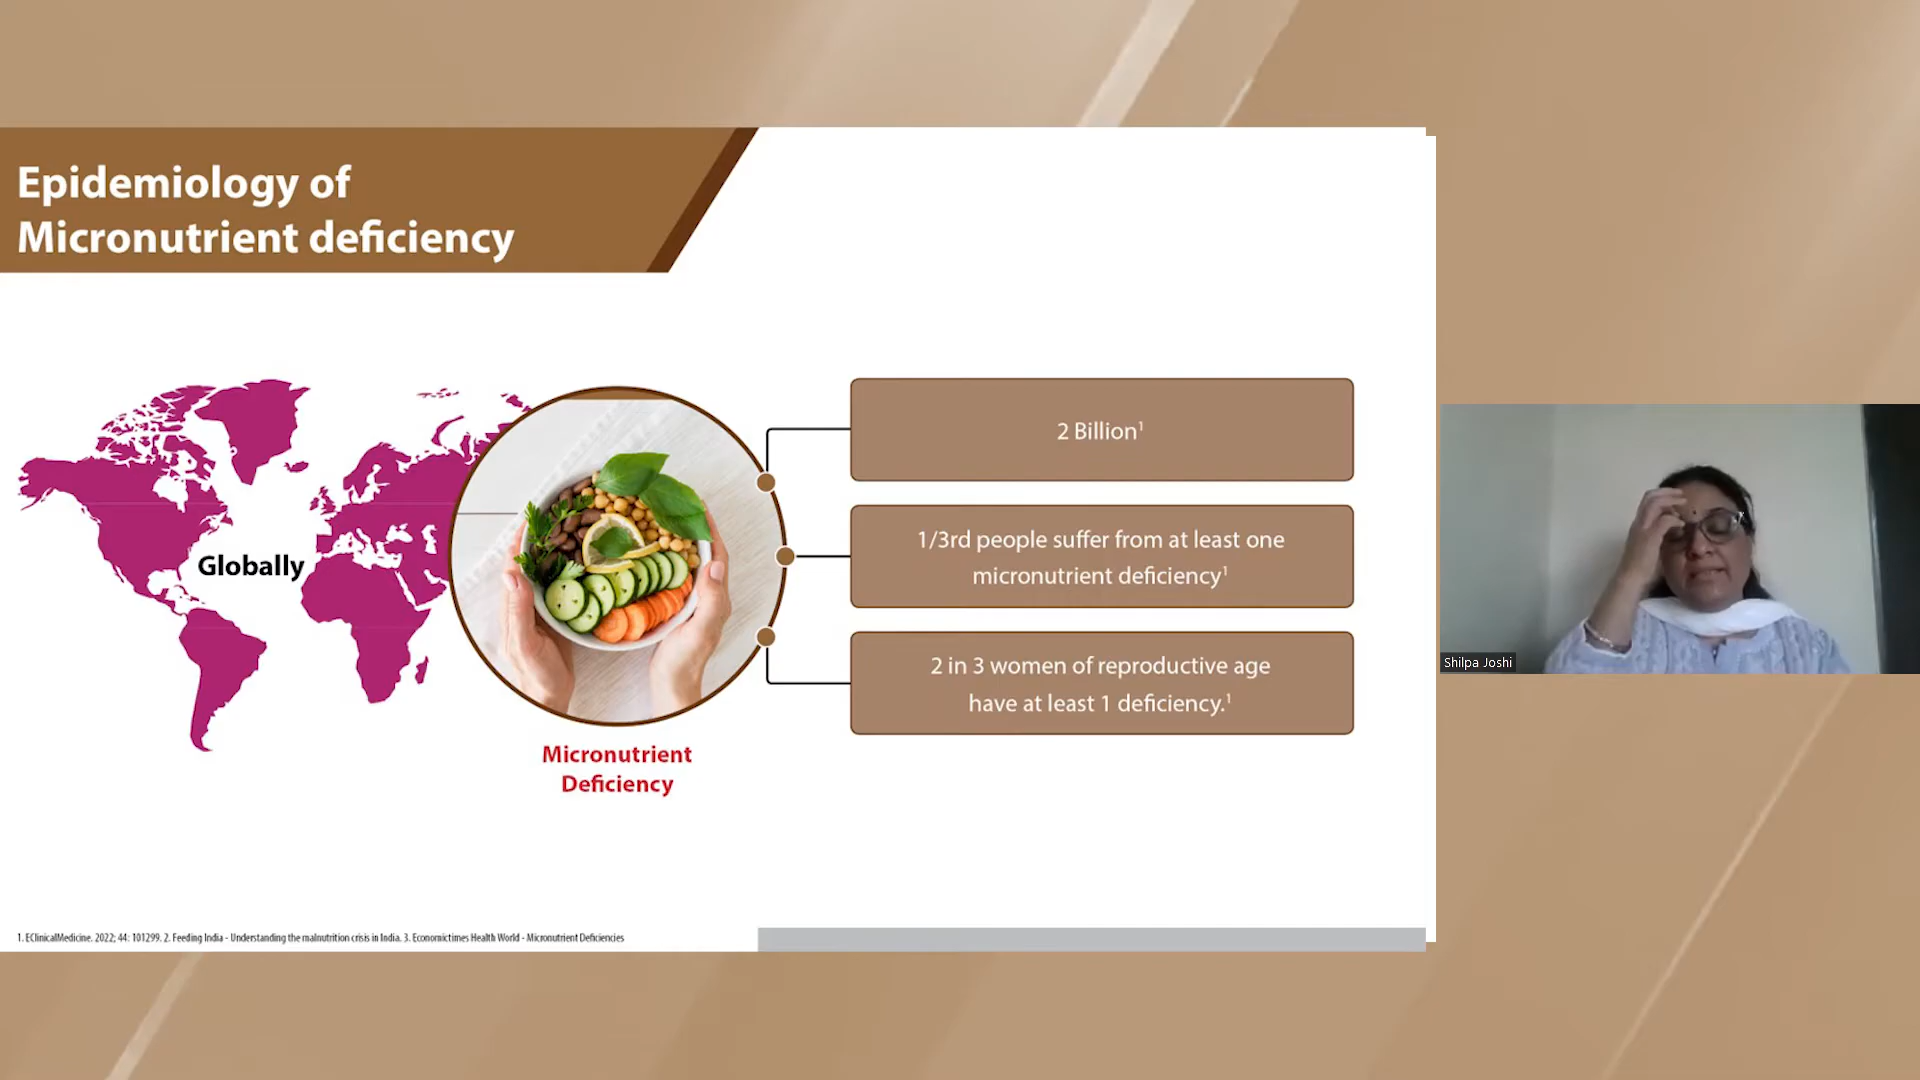 Epidemiology of
Micronutrient deficiency
Globally
Micronutrient
Deficiency
2 Billion¹
1/3rd people suffer from at least one
micronutrient deficiency¹
2 in 3 women of reproductive age
have at least 1 deficiency.¹
Shilpa Joshi
1. EClinicalMedicine. 2022; 44: 101299. 2. Feeding India - Understanding the malnutrition crisis in India. 3. Economictimes Health World - Micronutrient Deficiencies